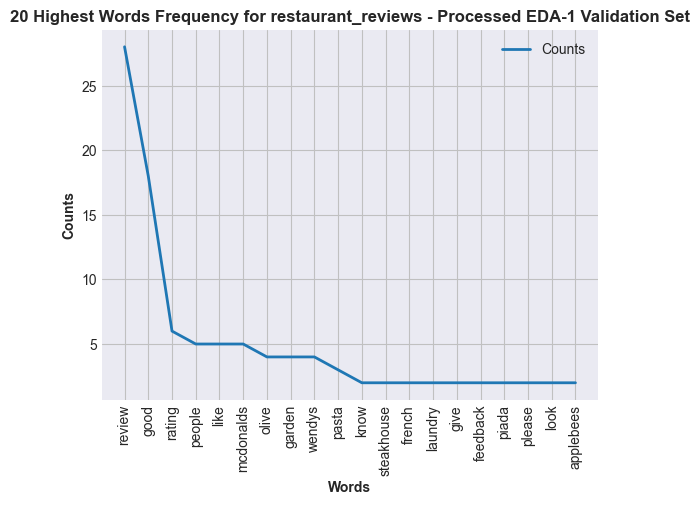 20 Highest Words Frequency for restaurant_reviews - Processed EDA-1 Validation Set
Counts
25
20
15
10
5
Counts
review
good
rating
people
like
mcdonalds
olive
garden
wendys
pasta
know
steakhouse
french
laundry
give
feedback
piada
please
look
applebees
Words